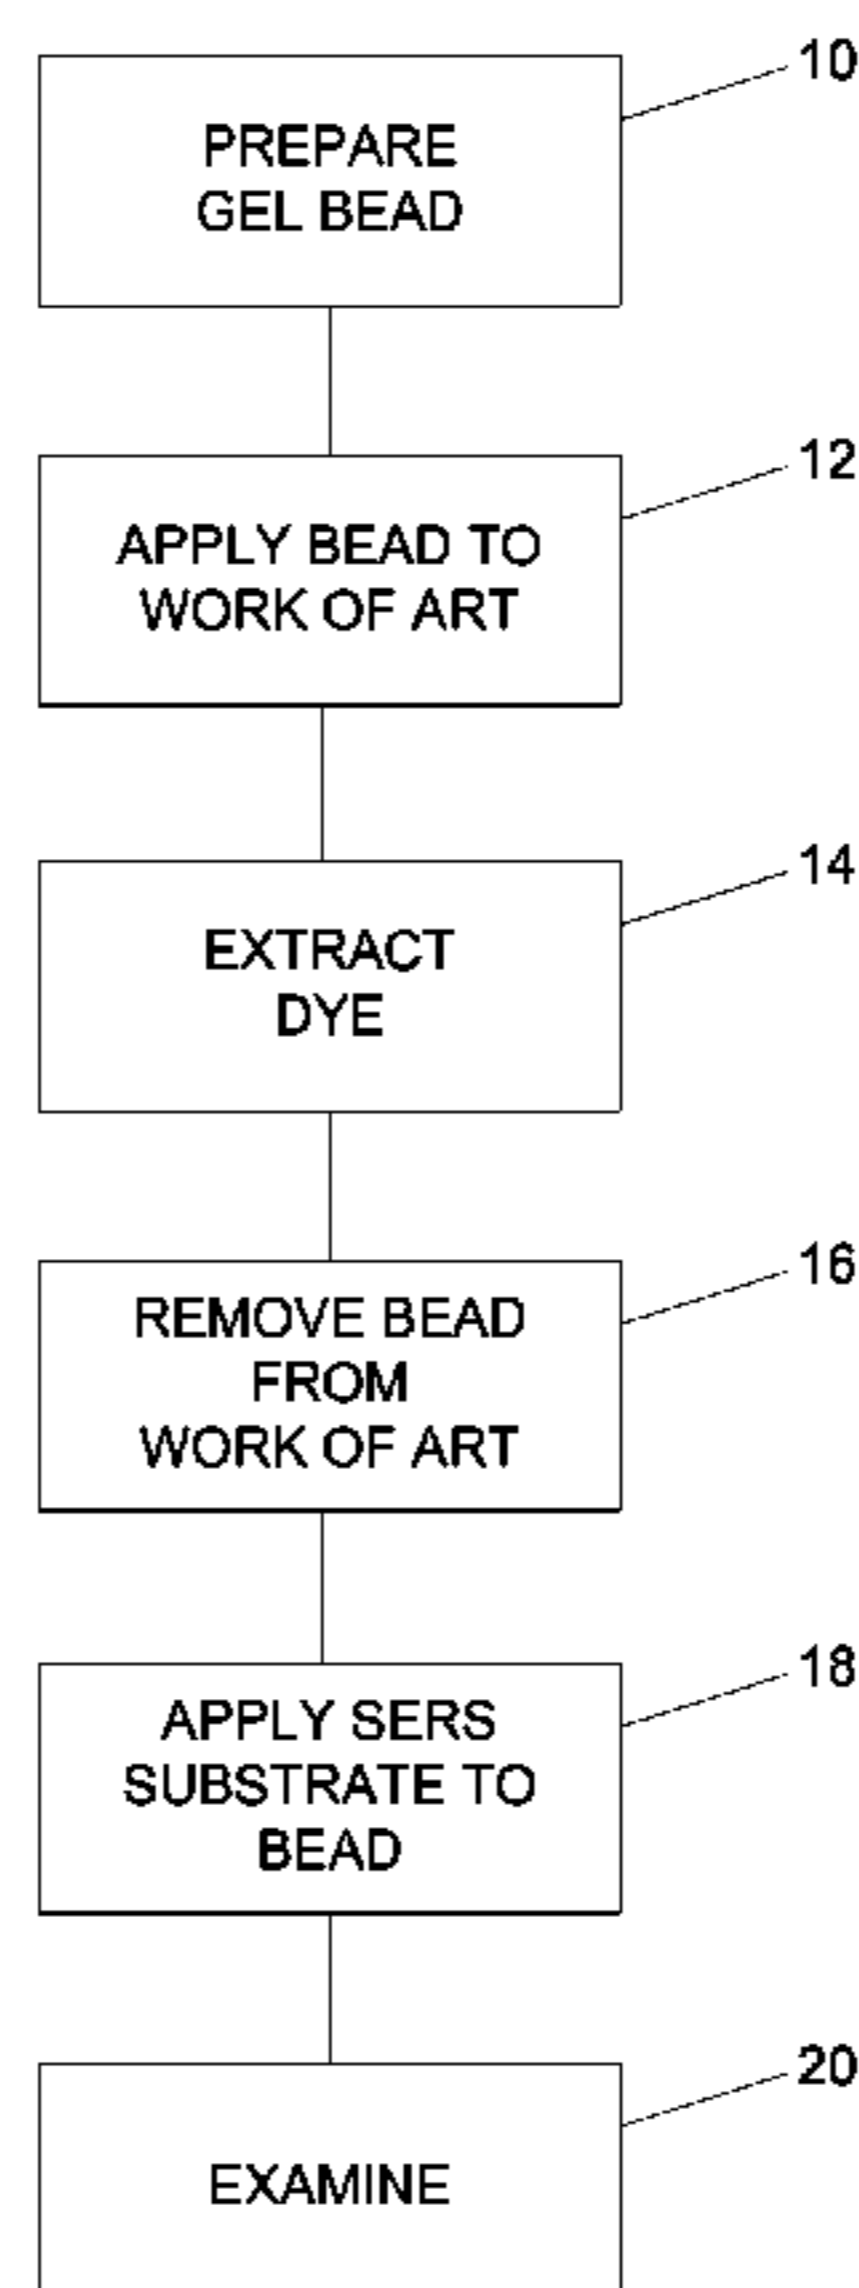 10
PREPARE
GEL BEAD
12
APPLY BEAD TO
WORK OF ART
14
EXTRACT
DYE
16
REMOVE BEAD
FROM
WORK OF ART
18
APPLY SERS
SUBSTRATE TO
BEAD
20
EXAMINE